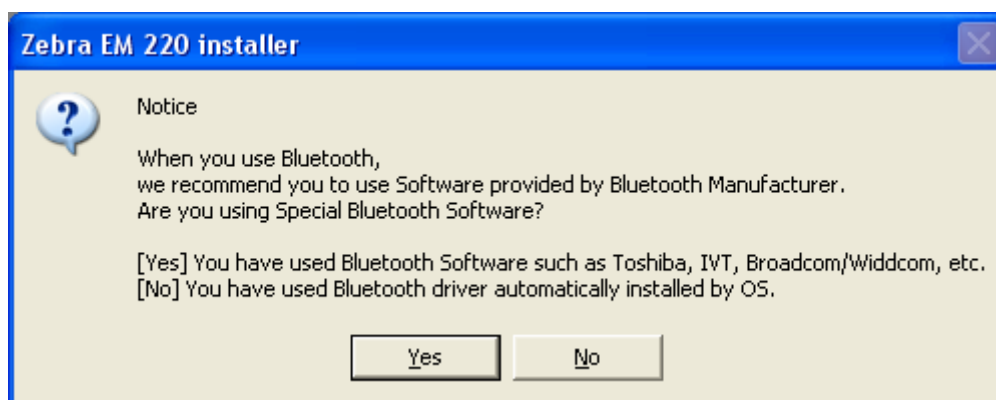 Zebra EM 220 installer
Notice
When you use Bluetooth,
we recommend you to use Software provided by Bluetooth Manufacturer.
Are you using Special Bluetooth Software?
[Yes] You have used Bluetooth Software such as Toshiba, IVT, Broadcom/Widdcom, etc.
[No] You have used Bluetooth driver automatically installed by OS.
Yes
No